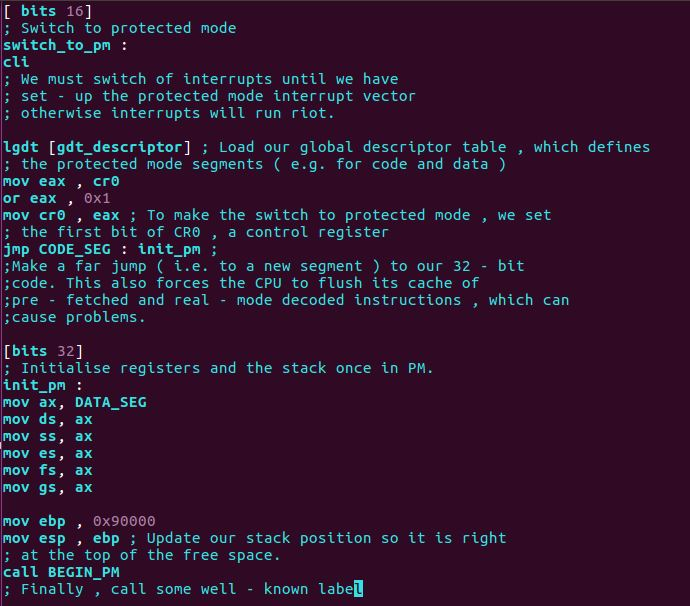 [ bits 16]
; Switch to protected mode
switch_to_pm :
cli
; We must switch of interrupts until we have
; set - up the protected mode interrupt vector
; otherwise interrupts will run riot.
lgdt [gdt_descriptor] ; Load our global descriptor table , which defines
; the protected mode segments ( e.g. for code and data )
mov eax , cr0
or eax , 0x1
mov cr0 , eax ; To make the switch to protected mode , we set
; the first bit of CR0 , a control register
jmp CODE_SEG : init_pm ;
;Make a far jump ( i.e. to a new segment ) to our 32 - bit
;code. This also forces the CPU to flush its cache of
;pre - fetched and real - mode decoded instructions , which can
;cause problems.
[bits 32]
; Initialise registers and the stack once in PM.
init_pm :
mov ax, DATA_SEG
mov ds, ax
mov ss, ax
mov es, ax
mov fs, ax
mov gs, ax
mov ebp , 0x90000
mov esp , ebp ; Update our stack position so it is right
; at the top of the free space.
call BEGIN_PM
; Finally , call some well - known label